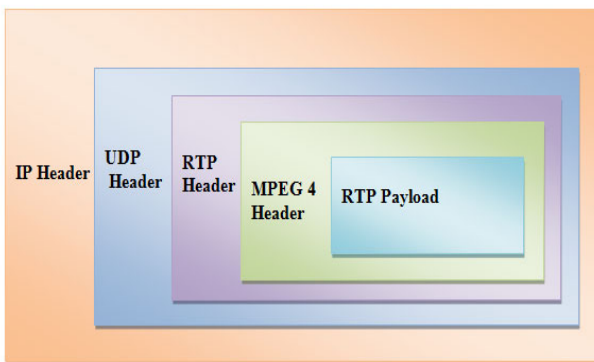 IP Header
UDP
Header
RTP
Header
MPEG 4
Header
RTP Payload